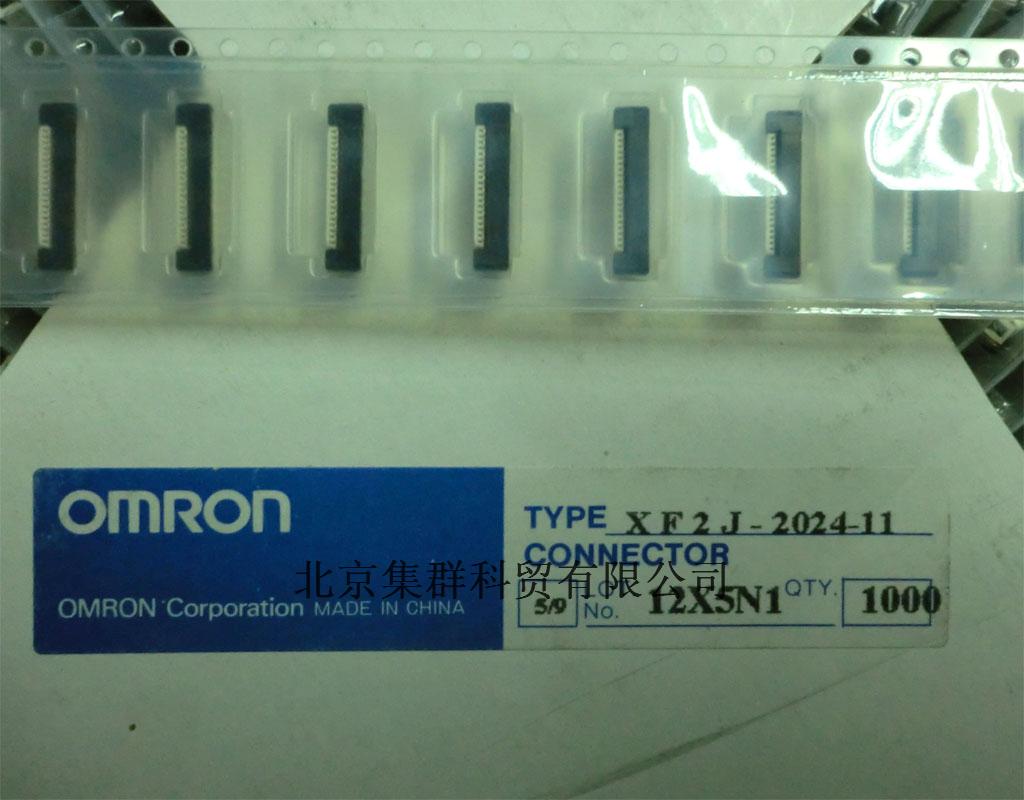 OMRON
TYPE XF2J-2024-11
CONNECTOR
北京集群科贸有限公司
OMRON Corporation MADE IN CHINA
5/9 LOT No. 12X5N1 QTY. 1000